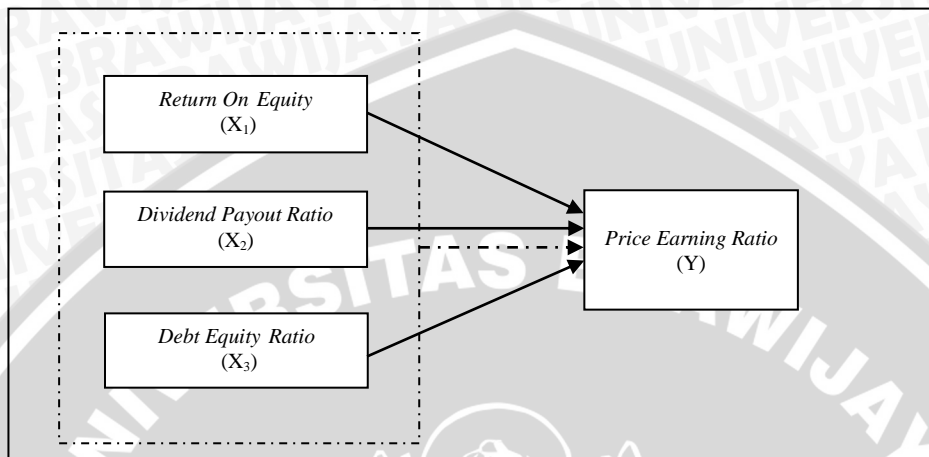 Return On Equity
(X₁)
Dividend Payout Ratio
(X₂)
Debt Equity Ratio
(X₃)
Price Earning Ratio
(Y)